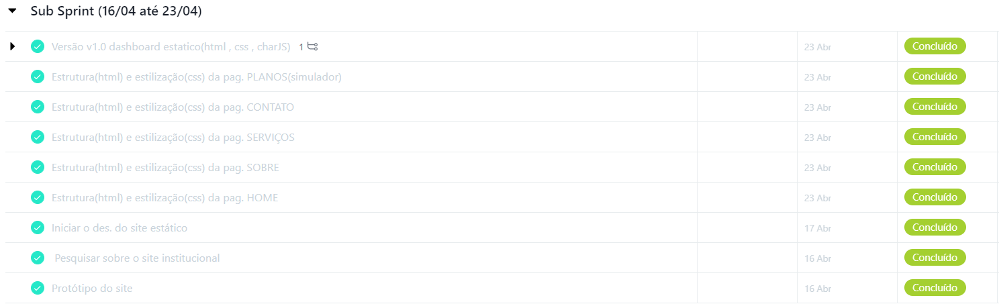 Sub Sprint (16/04 até 23/04)
Versão v1.0 dashboard estatico(html , css , charJS) 1 23 Abr Concluído
Estrutura(html) e estilização(css) da pag. PLANOS(simulador) 23 Abr Concluído
Estrutura(html) e estilização(css) da pag. CONTATO 23 Abr Concluído
Estrutura(html) e estilização(css) da pag. SERVIÇOS 23 Abr Concluído
Estrutura(html) e estilização(css) da pag. SOBRE 23 Abr Concluído
Estrutura(html) e estilização(css) da pag. HOME 23 Abr Concluído
Iniciar o des. do site estático 17 Abr Concluído
Pesquisar sobre o site institucional 16 Abr Concluído
Protótipo do site 16 Abr Concluído